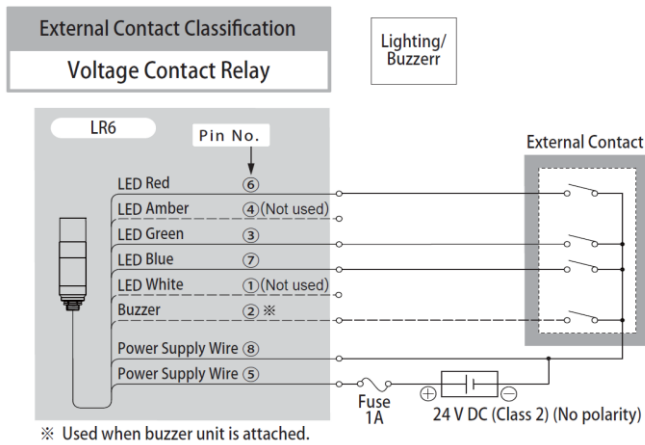 External Contact Classification
Voltage Contact Relay
Lighting/
Buzzerr
LR6
Pin No.
External Contact
LED Red ⑥
LED Amber ④(Not used)
LED Green ③
LED Blue ⑦
LED White ①(Not used)
Buzzer ② ※
Power Supply Wire ⑧
Power Supply Wire ⑤
Fuse
1A
+ −
24 V DC (Class 2) (No polarity)
※ Used when buzzer unit is attached.